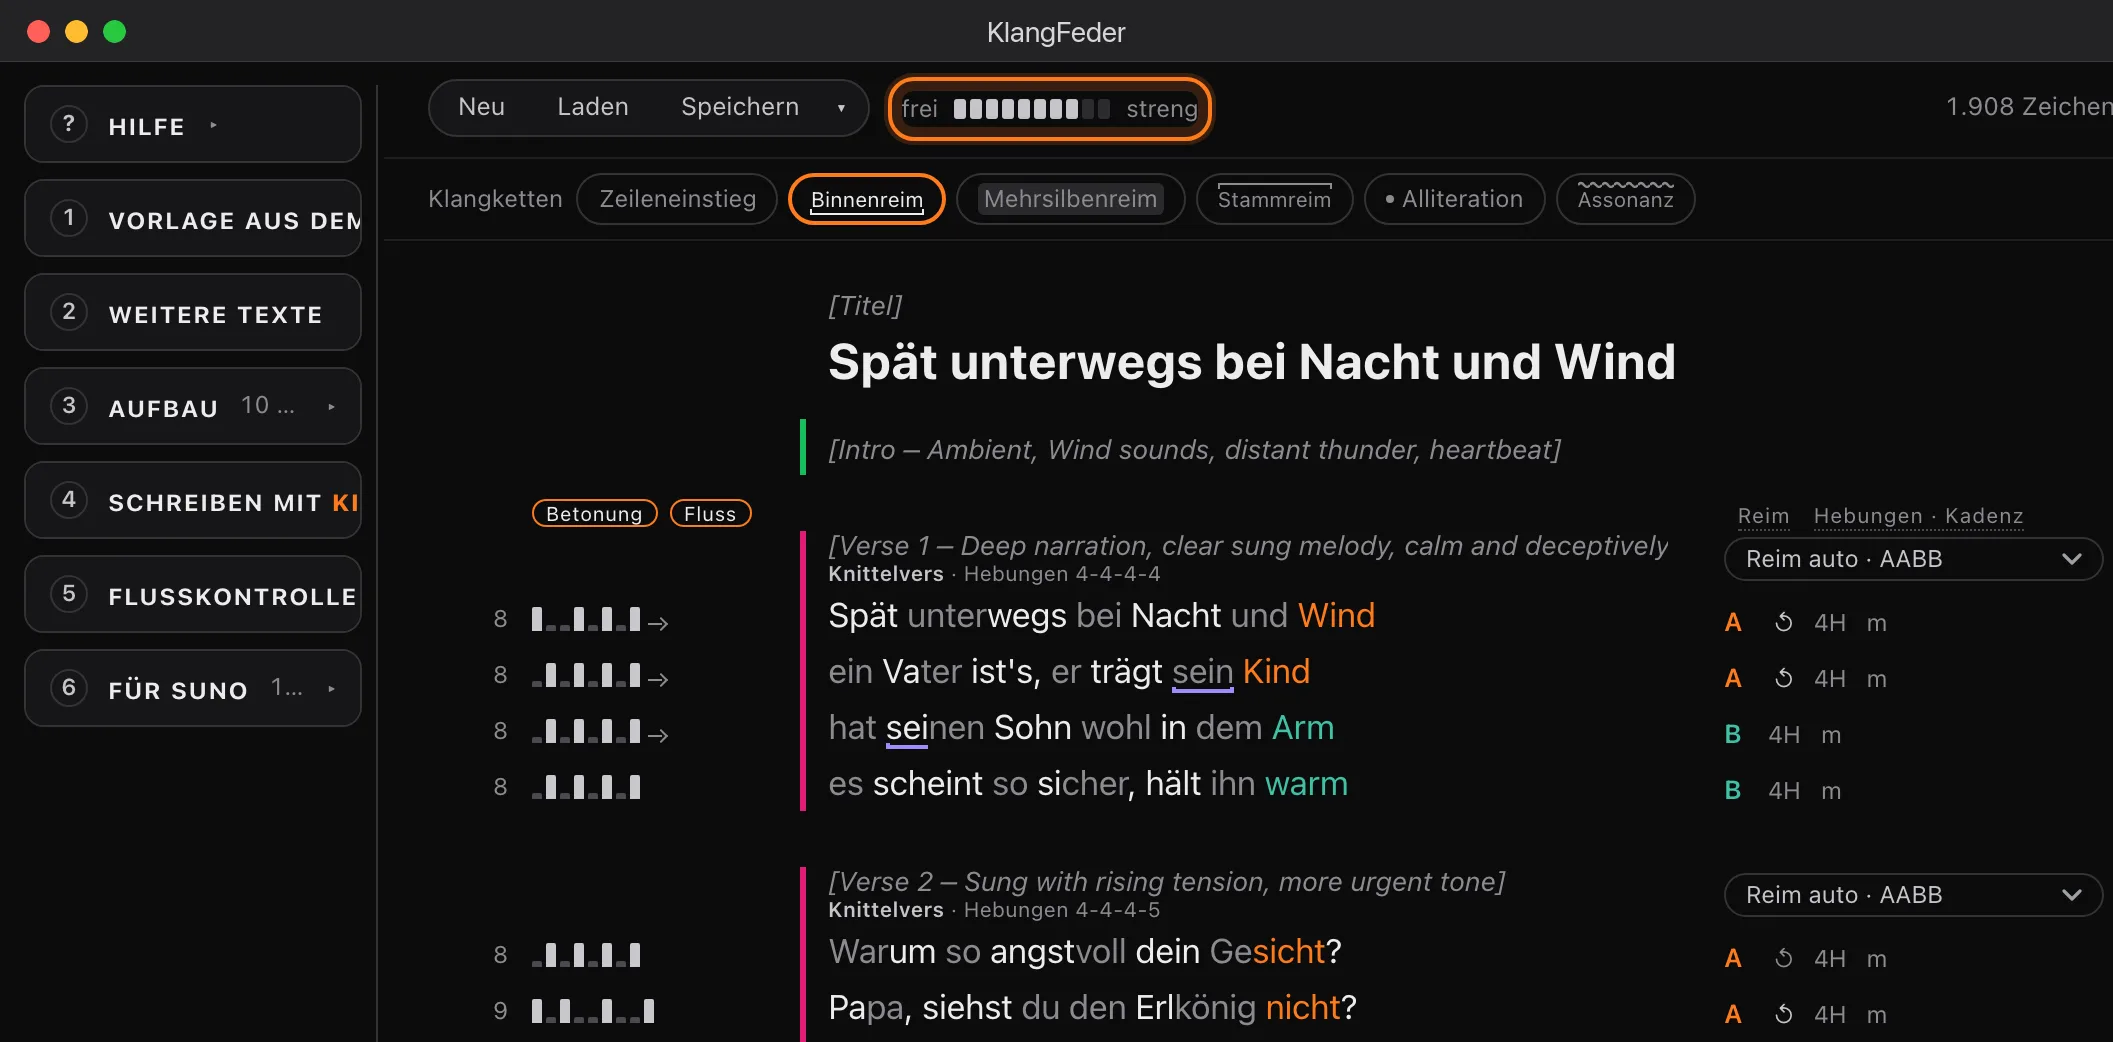 KlangFeder
? HILFE ▸
1 VORLAGE AUS DEM
2 WEITERE TEXTE
3 AUFBAU 10 ... ▸
4 SCHREIBEN MIT KI
5 FLUSSKONTROLLE
6 FÜR SUNO 1... ▸
Neu Laden Speichern ▾ frei streng 1.908 Zeichen
Klangketten Zeileneinstieg Binnenreim Mehrsilbenreim Stammreim • Alliteration Assonanz
[Titel]
Spät unterwegs bei Nacht und Wind
[Intro – Ambient, Wind sounds, distant thunder, heartbeat]
Betonung Fluss
Reim Hebungen · Kadenz
[Verse 1 – Deep narration, clear sung melody, calm and deceptively
Knittelvers · Hebungen 4-4-4-4
Reim auto · AABB
8 → Spät unterwegs bei Nacht und Wind A ↺ 4H m
8 → ein Vater ist's, er trägt sein Kind A ↺ 4H m
8 → hat seinen Sohn wohl in dem Arm B 4H m
8 es scheint so sicher, hält ihn warm B 4H m
[Verse 2 – Sung with rising tension, more urgent tone]
Knittelvers · Hebungen 4-4-4-5
Reim auto · AABB
8 Warum so angstvoll dein Gesicht? A ↺ 4H m
9 Papa, siehst du den Erlkönig nicht? A ↺ 4H m